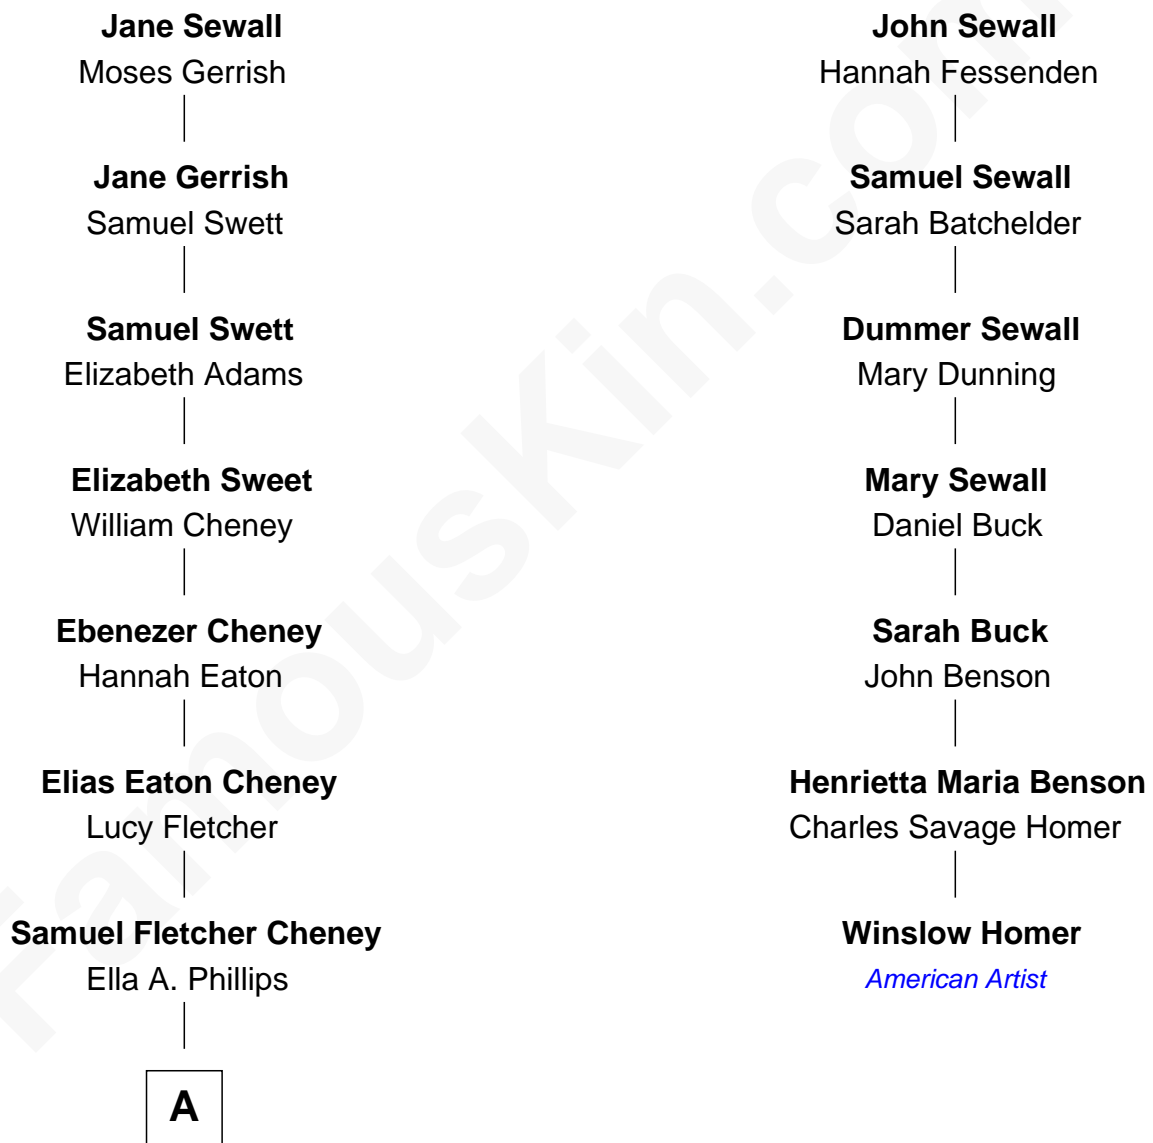 Jane Sewall
Moses Gerrish
Jane Gerrish
Samuel Swett
Samuel Swett
Elizabeth Adams
Elizabeth Sweet
William Cheney
Ebenezer Cheney
Hannah Eaton
Elias Eaton Cheney
Lucy Fletcher
Samuel Fletcher Cheney
Ella A. Phillips
A
John Sewall
Hannah Fessenden
Samuel Sewall
Sarah Batchelder
Dummer Sewall
Mary Dunning
Mary Sewall
Daniel Buck
Sarah Buck
John Benson
Henrietta Maria Benson
Charles Savage Homer
Winslow Homer
American Artist
FamousKin.com